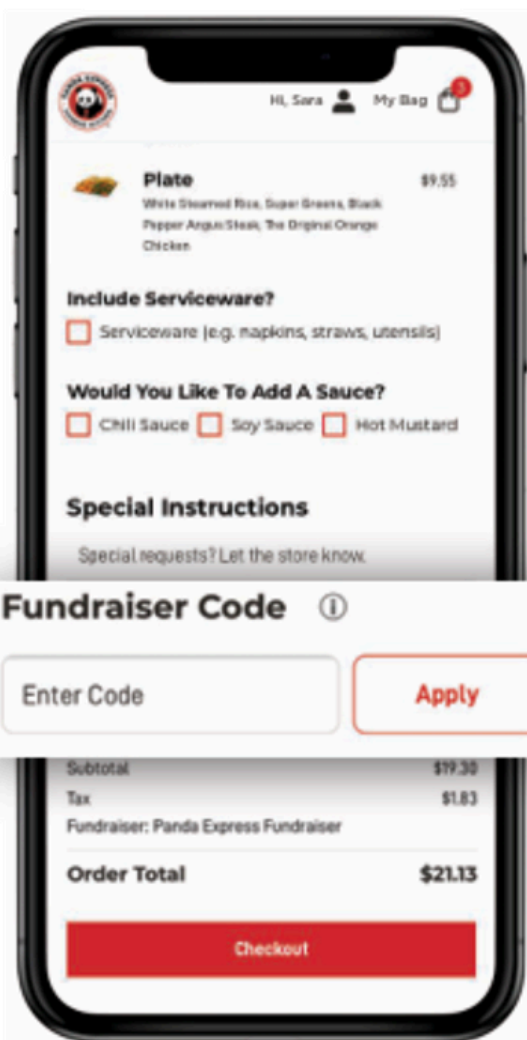 PANDA EXPRESS
Hi, Sara My Bag 3
Plate $9.55
White Steamed Rice, Super Greens, Black
Pepper Angus Steak, The Original Orange
Chicken
Include Serviceware?
Serviceware (e.g. napkins, straws, utensils)
Would You Like To Add A Sauce?
Chili Sauce Soy Sauce Hot Mustard
Special Instructions
Special requests? Let the store know.
Fundraiser Code
Enter Code Apply
Subtotal $19.30
Tax $1.83
Fundraiser: Panda Express Fundraiser
Order Total $21.13
Checkout